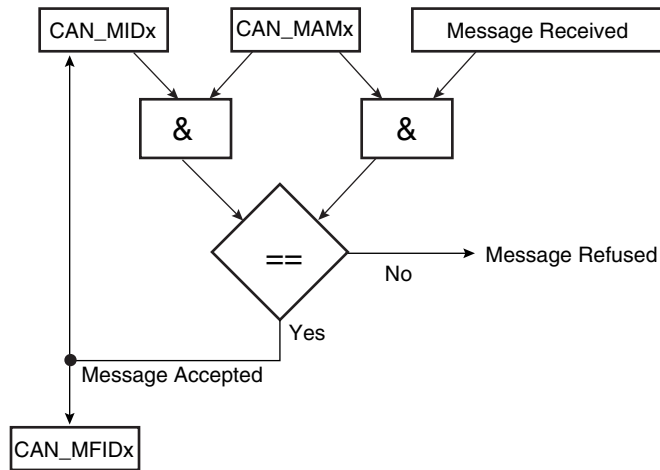 CAN_MIDx
CAN_MAMx
Message Received
&
&
==
No
Message Refused
Yes
Message Accepted
CAN_MFIDx